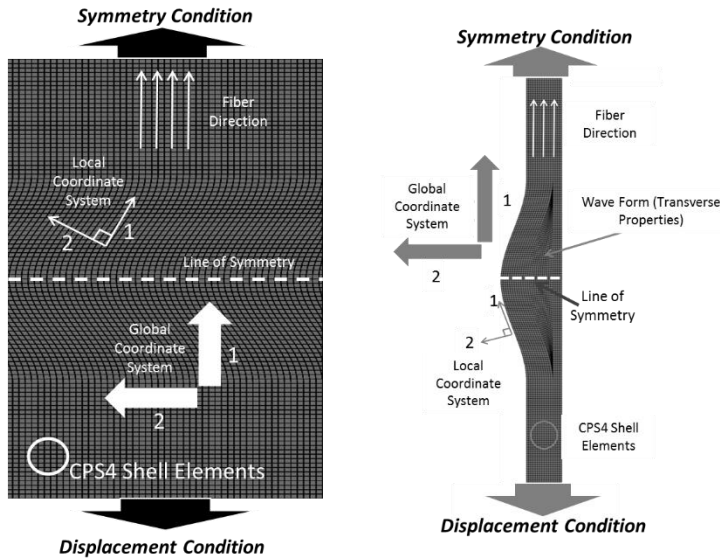 Symmetry Condition
Fiber
Direction
Local
Coordinate
System
2
1
Line of Symmetry
Global
Coordinate
System
1
2
CPS4 Shell Elements
Displacement Condition
Symmetry Condition
Fiber
Direction
Global
Coordinate
System
1
2
Wave Form (Transverse
Properties)
Line of
Symmetry
1
2
Local
Coordinate
System
CPS4 Shell
Elements
Displacement Condition